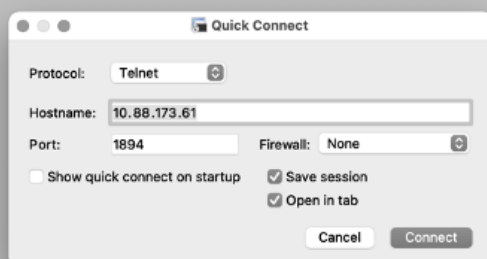 Quick Connect
Protocol: Telnet
Hostname: 10.88.173.61
Port: 1894 Firewall: None
Show quick connect on startup Save session
Open in tab
Cancel Connect